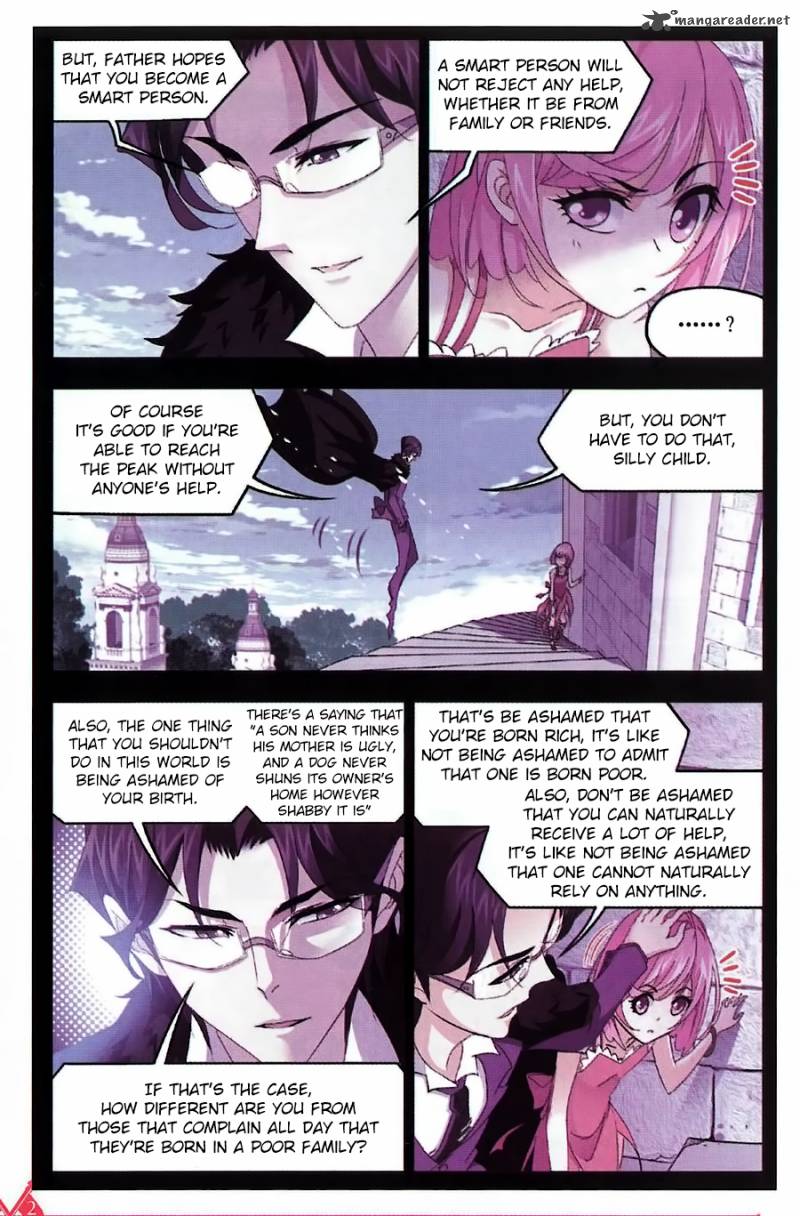 mangareader.net
BUT, FATHER HOPES
THAT YOU BECOME A
SMART PERSON.
A SMART PERSON WILL
NOT REJECT ANY HELP,
WHETHER IT BE FROM
FAMILY OR FRIENDS.
......?
OF COURSE
IT'S GOOD IF YOU'RE
ABLE TO REACH
THE PEAK WITHOUT
ANYONE'S HELP.
BUT, YOU DON'T
HAVE TO DO THAT,
SILLY CHILD.
ALSO, THE ONE THING
THAT YOU SHOULDN'T
DO IN THIS WORLD IS
BEING ASHAMED OF
YOUR BIRTH.
THERE'S A SAYING THAT
"A SON NEVER THINKS
HIS MOTHER IS UGLY,
AND A DOG NEVER
SHUNS ITS OWNER'S
HOME HOWEVER
SHABBY IT IS"
IF THAT'S THE CASE,
HOW DIFFERENT ARE YOU FROM
THOSE THAT COMPLAIN ALL DAY THAT
THEY'RE BORN IN A POOR FAMILY?
THAT'S BE ASHAMED THAT
YOU'RE BORN RICH, IT'S LIKE
NOT BEING ASHAMED TO ADMIT
THAT ONE IS BORN POOR.
ALSO, DON'T BE ASHAMED
THAT YOU CAN NATURALLY
RECEIVE A LOT OF HELP,
IT'S LIKE NOT BEING ASHAMED
THAT ONE CANNOT NATURALLY
RELY ON ANYTHING.
2